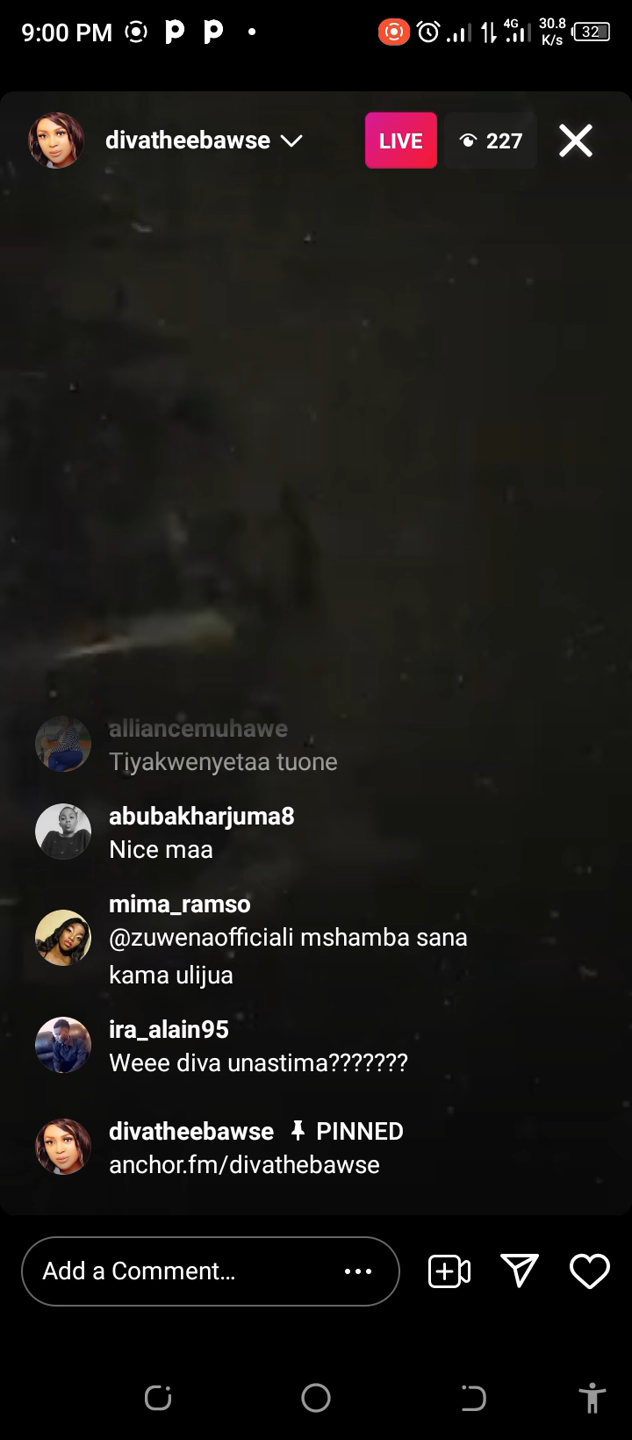 9:00 PM
4G
30.8
K/s
32
divatheebawse
LIVE
227
alliancemuhawe
Tiyakwenyetaa tuone
abubakharjuma8
Nice maa
mima_ramso
@zuwenaofficiali mshamba sana
kama ulijua
ira_alain95
Weee diva unastima???????
divatheebawse PINNED
anchor.fm/divathebawse
Add a Comment...